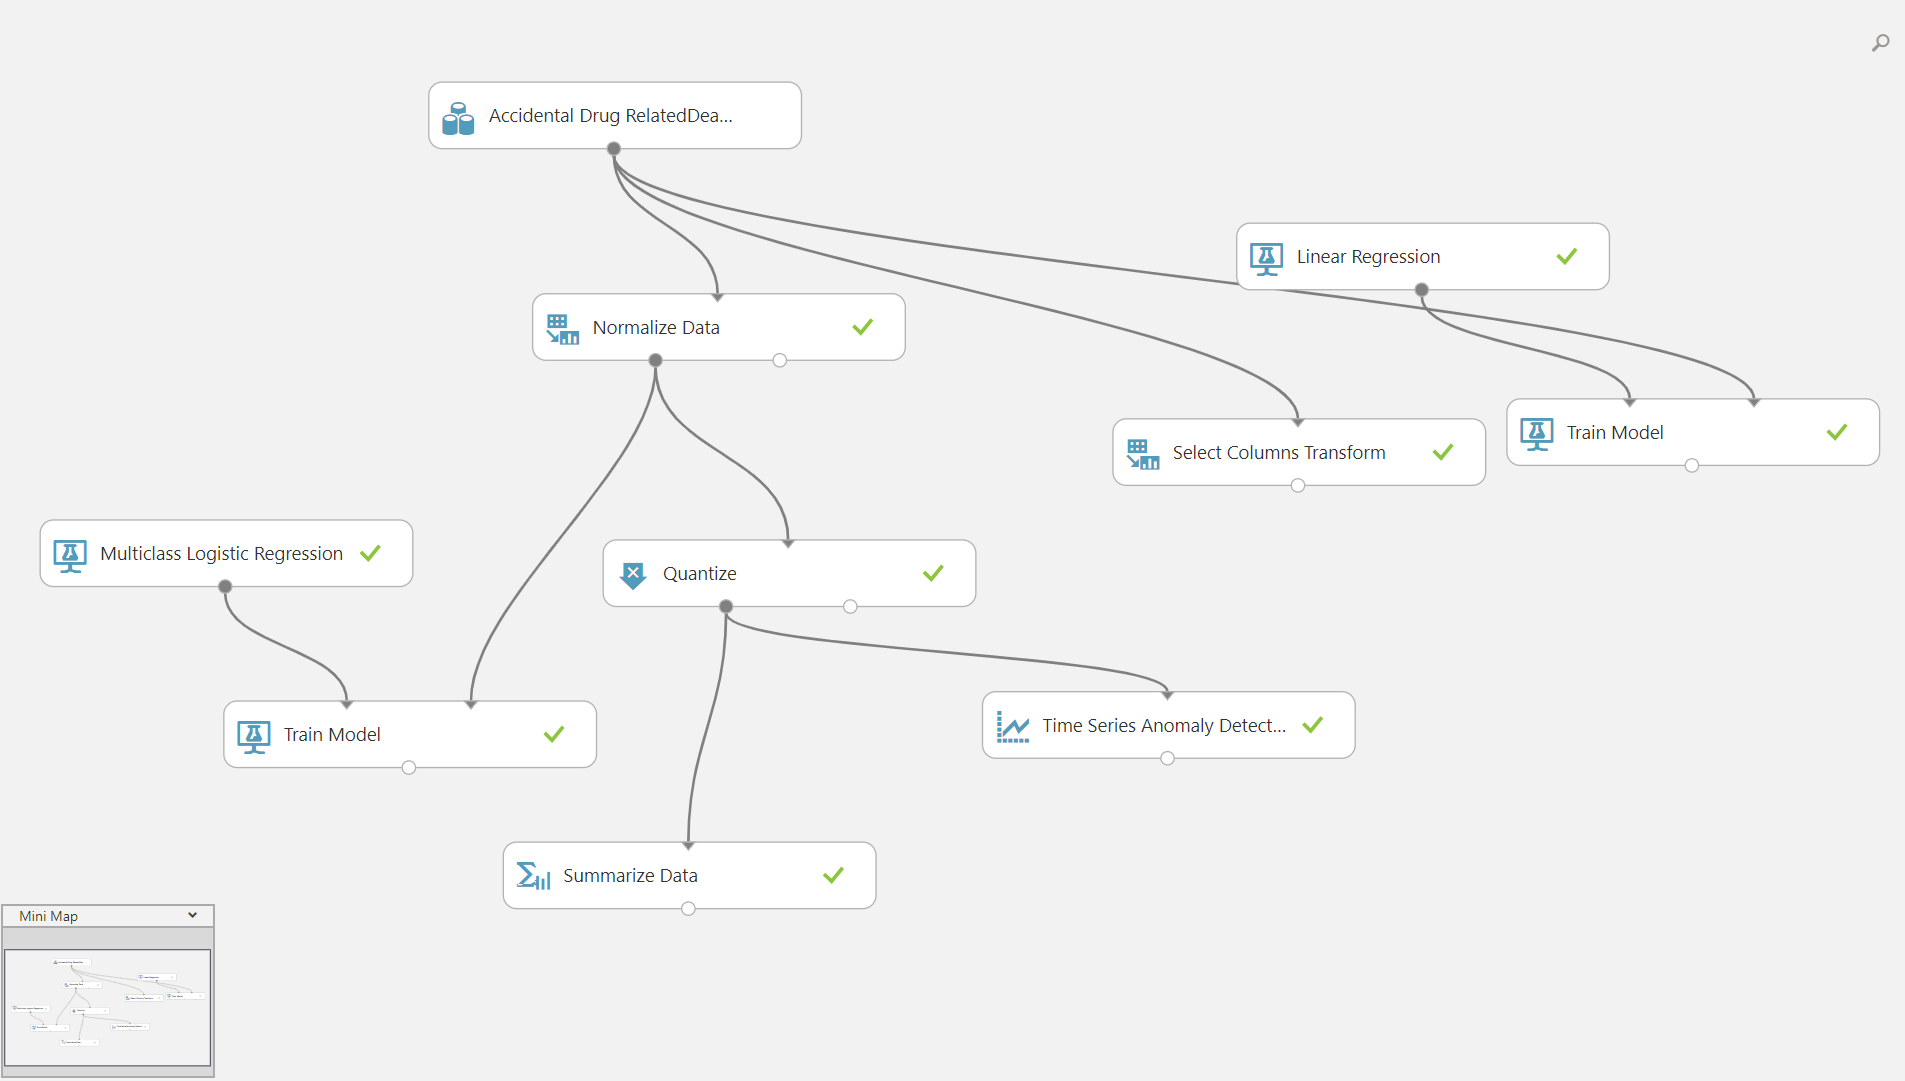 Accidental Drug RelatedDea...
Linear Regression
Normalize Data
Train Model
Select Columns Transform
Multiclass Logistic Regression
Quantize
Time Series Anomaly Detect...
Train Model
Summarize Data
Mini Map